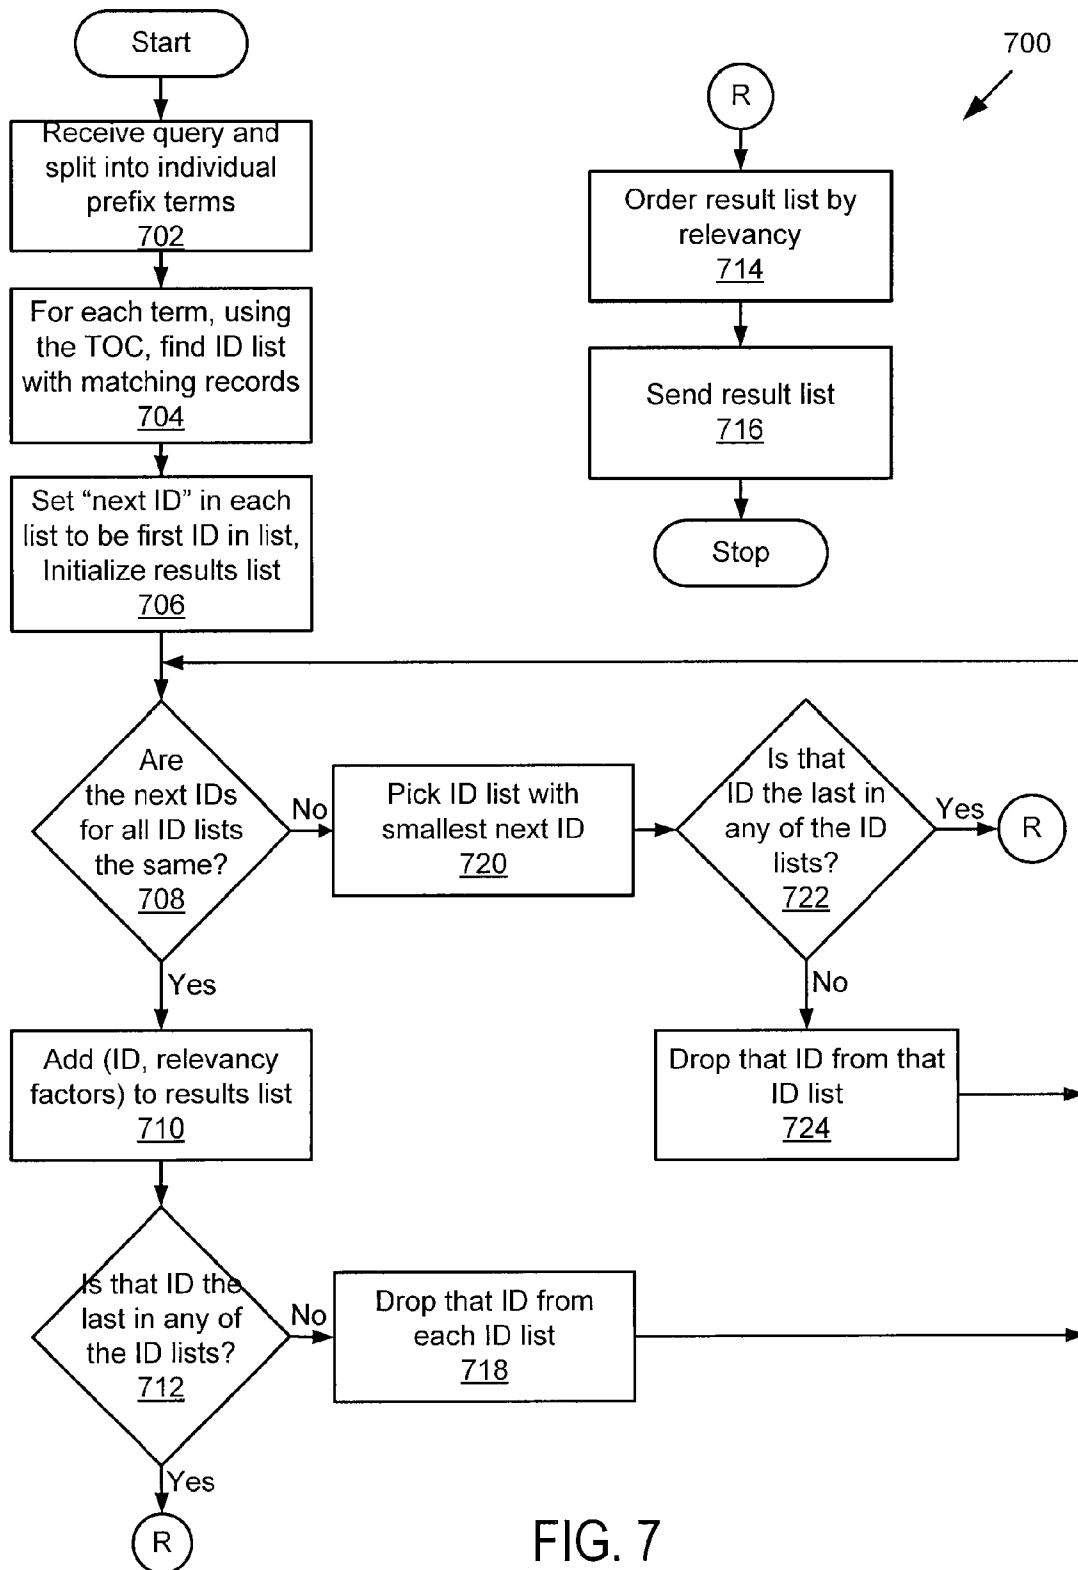 Start
Receive query and
split into individual
prefix terms
702
For each term, using
the TOC, find ID list
with matching records
704
Set “next ID” in each
list to be first ID in list,
Initialize results list
706
Are
the next IDs
for all ID lists
the same?
708
No
Yes
Pick ID list with
smallest next ID
720
Is that
ID the last in
any of the ID
lists?
722
Yes
R
No
Drop that ID from that
ID list
724
Add (ID, relevancy
factors) to results list
710
Is that ID the
last in any of
the ID lists?
712
No
Drop that ID from
each ID list
718
Yes
R
700
R
Order result list by
relevancy
714
Send result list
716
Stop
FIG. 7